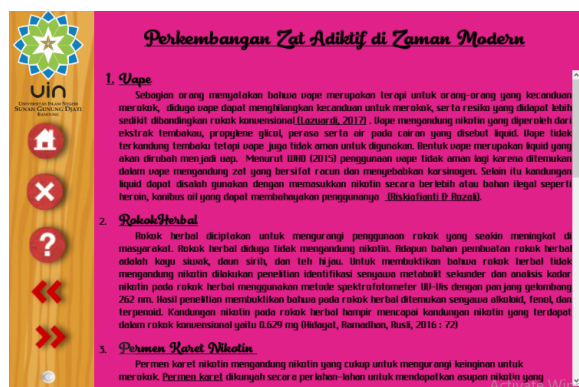 Perkembangan Zat Adiktif di Zaman Modern
uin
UNIVERSITAS ISLAM NEGERI
SUNAN GUNUNG DJATI
BANDUNG
1. Vape
Sebagian orang menyatakan bahwa vape merupakan terapi untuk orang-orang yang kecanduan
merokok, diduga vape dapat menghilangkan kecanduan untuk merokok, serta resiko yang didapat lebih
sedikit dibandingkan rokok konvensional (Lazuardi, 2017) . Vape mengandung nikotin yang diperoleh dari
ekstrak tembakau, propylene glicol, perasa serta air pada cairan yang disebut liquid. Vape tidak
terkandung tembaku tetapi vape juga tidak aman untuk digunakan. Bentuk vape merupakan liquid yang
akan dirubah menjadi uap. Menurut WHO (2015) penggunaan vape tidak aman lagi karena ditemukan
dalam vape mengandung zat yang bersifat racun dan menyebabkan karsinogen. Selain itu kandungan
liquid dapat disalah gunakan dengan memasukkan nikotin secara berlebih atau bahan ilegal seperti
heroin, kanibus oil yang dapat membahayakan penggunanya (Riskiafianti & Rozali).
2. Rokok Herbal
Rokok herbal diciptakan untuk mengurangi penggunaan rokok yang seakin meningkat di
masyarakat. Rokok herbal diduga tidak mengandung nikotin. Adapun bahan pembuatan rokok herbal
adalah kayu siwak, daun sirih, dan teh hijau. Untuk membuktikan bahwa rokok herbal tidak
mengandung nikotin dilakukan penelitian identifikasi senyawa metabolit sekunder dan analisis kadar
nikotin pada rokok herbal menggunakan metode spektrofotometer UV-Vis dengan panjang gelombang
262 nm. Hasil penelitian membuktikan bahwa pada rokok herbal ditemukan senyawa alkaloid, fenol, dan
terpenoid. Kandungan nikotin pada rokok herbal hampir mencapai kandungan nikotin yang terdapat
dalam rokok konvensional yaitu 0.629 mg (Hidayat, Ramadhan, Rusli, 2016 : 72)
3. Permen Karet Nikotin
Permen karet nikotin mengandung nikotin yang cukup untuk mengurangi keinginan untuk
merokok. Permen karet dikunyah secara perlahan-lahan untuk mendapatkan asupan nikotin yang